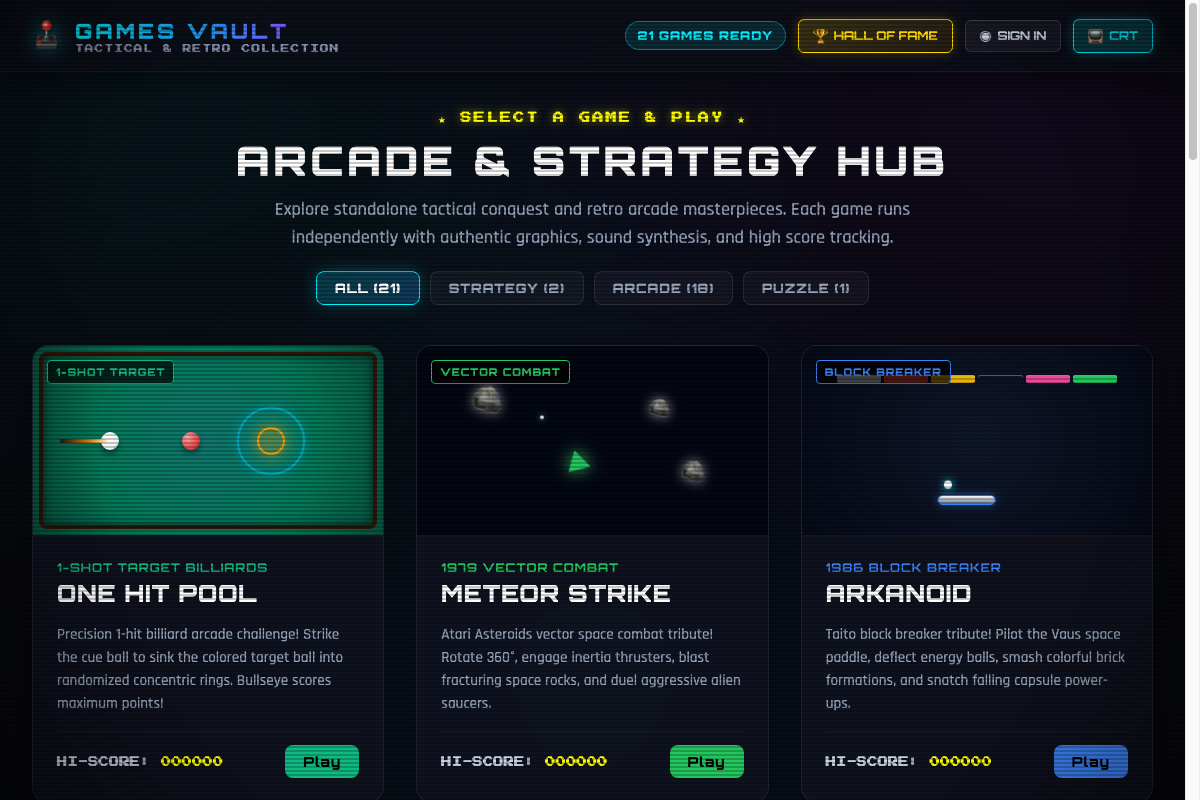 GAMES VAULT
TACTICAL & RETRO COLLECTION
21 GAMES READY
HALL OF FAME
SIGN IN
CRT
★ SELECT A GAME & PLAY ★
ARCADE & STRATEGY HUB
Explore standalone tactical conquest and retro arcade masterpieces. Each game runs
independently with authentic graphics, sound synthesis, and high score tracking.
ALL (21)
STRATEGY (2)
ARCADE (18)
PUZZLE (1)
1-SHOT TARGET
1-SHOT TARGET BILLIARDS
ONE HIT POOL
Precision 1-hit billiard arcade challenge! Strike
the cue ball to sink the colored target ball into
randomized concentric rings. Bullseye scores
maximum points!
HI-SCORE: 000000
Play
VECTOR COMBAT
1979 VECTOR COMBAT
METEOR STRIKE
Atari Asteroids vector space combat tribute!
Rotate 360°, engage inertia thrusters, blast
fracturing space rocks, and duel aggressive alien
saucers.
HI-SCORE: 000000
Play
BLOCK BREAKER
1986 BLOCK BREAKER
ARKANOID
Taito block breaker tribute! Pilot the Vaus space
paddle, deflect energy balls, smash colorful brick
formations, and snatch falling capsule power-
ups.
HI-SCORE: 000000
Play